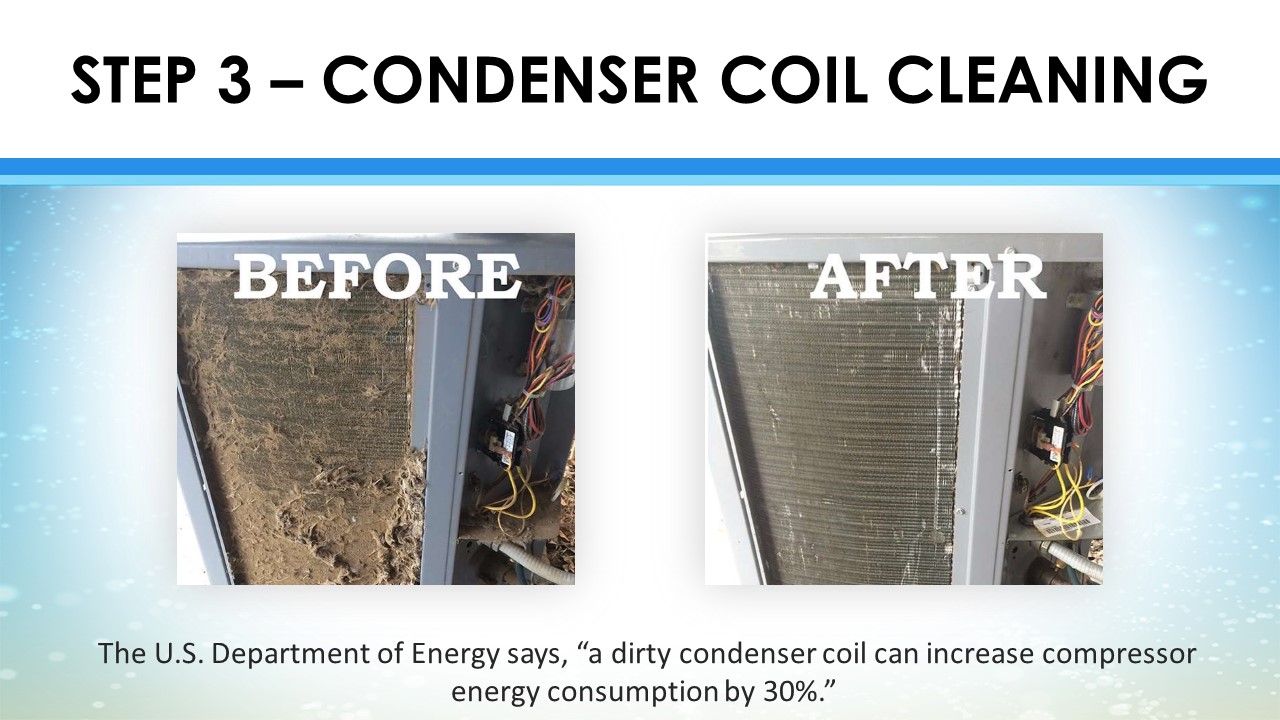 STEP 3 – CONDENSER COIL CLEANING
BEFORE
AFTER
The U.S. Department of Energy says, “a dirty condenser coil can increase compressor
energy consumption by 30%.”